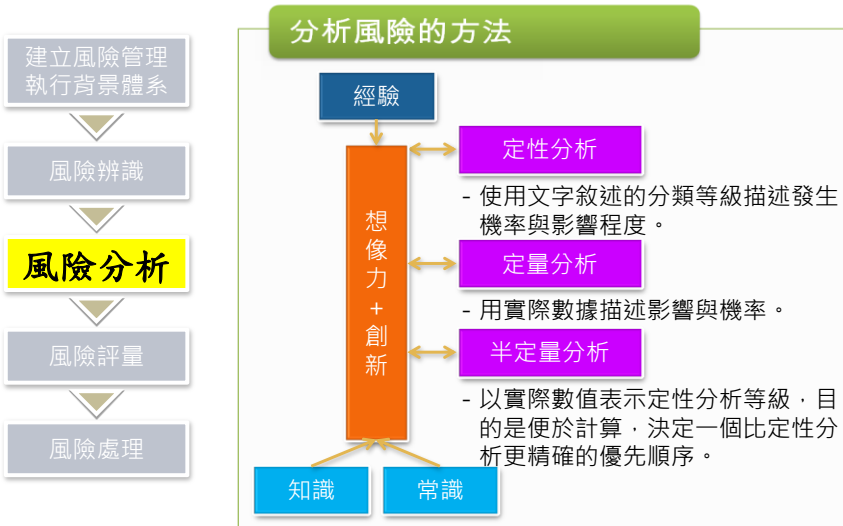 建立風險管理
執行背景體系
風險辨識
風險分析
風險評量
風險處理
分析風險的方法
經驗
想像力+創新
定性分析
- 使用文字敘述的分類等級描述發生
機率與影響程度。
定量分析
- 用實際數據描述影響與機率。
半定量分析
- 以實際數值表示定性分析等級，目
的是便於計算，決定一個比定性分
析更精確的優先順序。
知識
常識